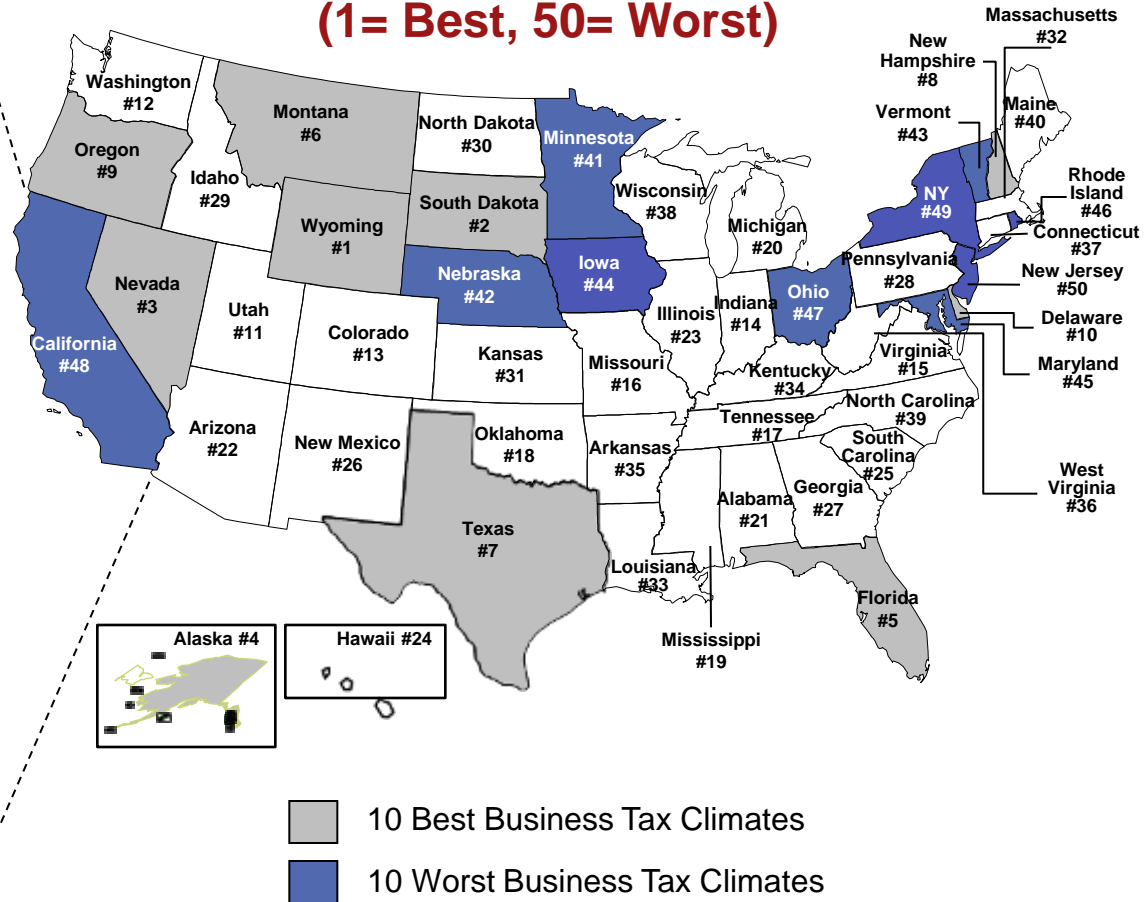 (1= Best, 50= Worst)
Massachusetts
#32
New
Hampshire
#8
Washington
#12
Montana
#6
North Dakota
#30
Minnesota
#41
Vermont
#43
Maine
#40
Oregon
#9
Idaho
#29
Wyoming
#1
South Dakota
#2
Wisconsin
#38
Michigan
#20
NY
#49
Rhode
Island
#46
Connecticut
#37
Nevada
#3
Nebraska
#42
Iowa
#44
Pennsylvania
#28
New Jersey
#50
Utah
#11
Colorado
#13
Illinois
#23
Indiana
#14
Ohio
#47
Delaware
#10
California
#48
Kansas
#31
Missouri
#16
Kentucky
#34
Virginia
#15
Maryland
#45
Arizona
#22
New Mexico
#26
Oklahoma
#18
Arkansas
#35
Tennessee
#17
North Carolina
#39
South
Carolina
#25
West
Virginia
#36
Texas
#7
Alabama
#21
Georgia
#27
Louisiana
#33
Florida
#5
Mississippi
#19
Alaska #4
Hawaii #24
10 Best Business Tax Climates
10 Worst Business Tax Climates